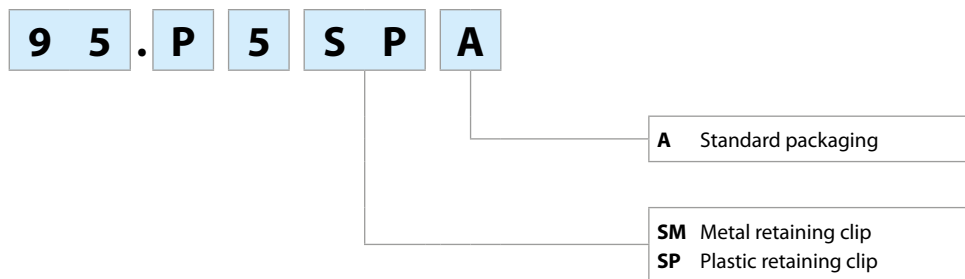 9 5 . P 5 S P A
A Standard packaging
SM Metal retaining clip
SP Plastic retaining clip